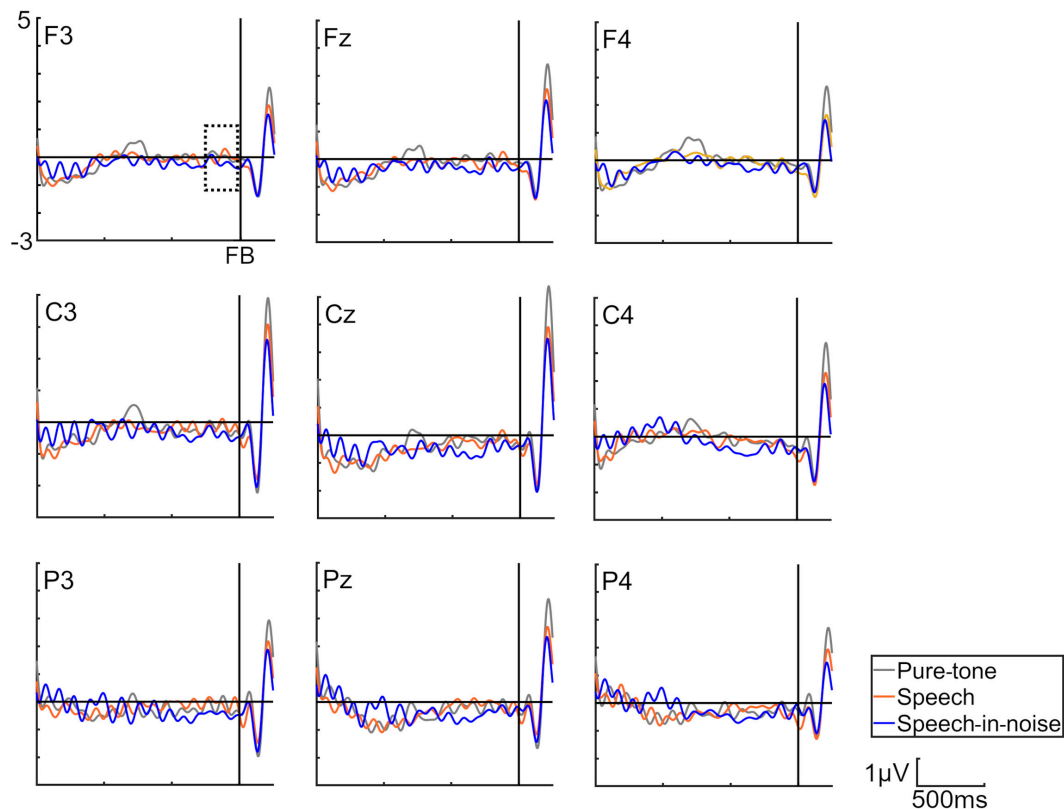 5
F3
Fz
F4
-3
FB
C3
Cz
C4
P3
Pz
P4
Pure-tone
Speech
Speech-in-noise
1µV
500ms